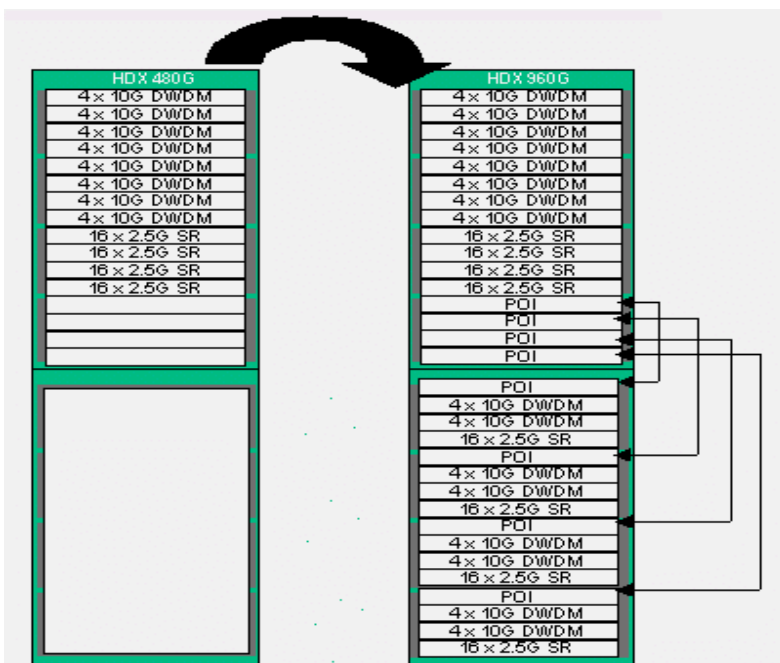 HDX 480G
4 x 10G DWDM
4 x 10G DWDM
4 x 10G DWDM
4 x 10G DWDM
4 x 10G DWDM
4 x 10G DWDM
4 x 10G DWDM
4 x 10G DWDM
16 x 2.5G SR
16 x 2.5G SR
16 x 2.5G SR
16 x 2.5G SR
HDX 960G
4 x 10G DWDM
4 x 10G DWDM
4 x 10G DWDM
4 x 10G DWDM
4 x 10G DWDM
4 x 10G DWDM
4 x 10G DWDM
4 x 10G DWDM
16 x 2.5G SR
16 x 2.5G SR
16 x 2.5G SR
16 x 2.5G SR
POI
POI
POI
POI
POI
4 x 10G DWDM
4 x 10G DWDM
16 x 2.5G SR
POI
4 x 10G DWDM
4 x 10G DWDM
16 x 2.5G SR
POI
4 x 10G DWDM
4 x 10G DWDM
16 x 2.5G SR
POI
4 x 10G DWDM
4 x 10G DWDM
16 x 2.5G SR